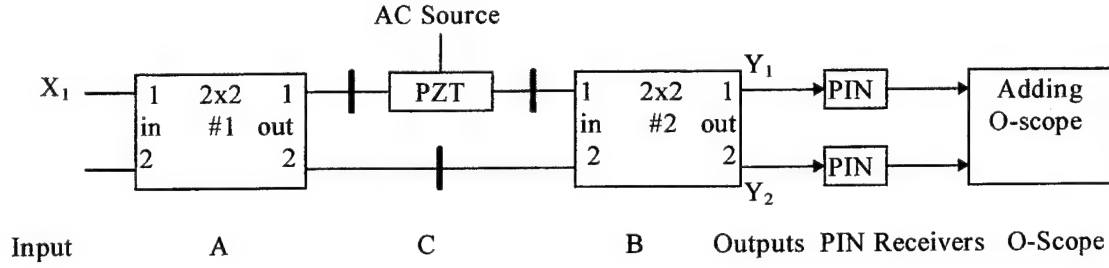 AC Source
X₁
1 2x2 1
in #1 out
2 2
PZT
1 2x2 1
in #2 out
2 2
Y₁
Y₂
PIN
PIN
Adding
O-scope
Input A C B Outputs PIN Receivers O-Scope